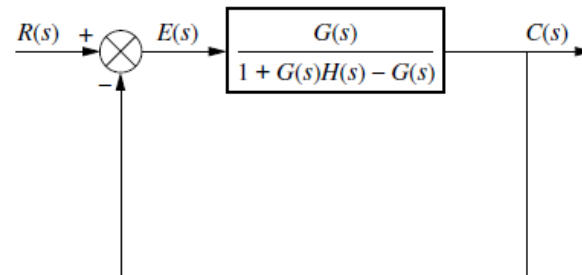 R(s) + E(s) G(s) C(s)
1 + G(s)H(s) − G(s)
−